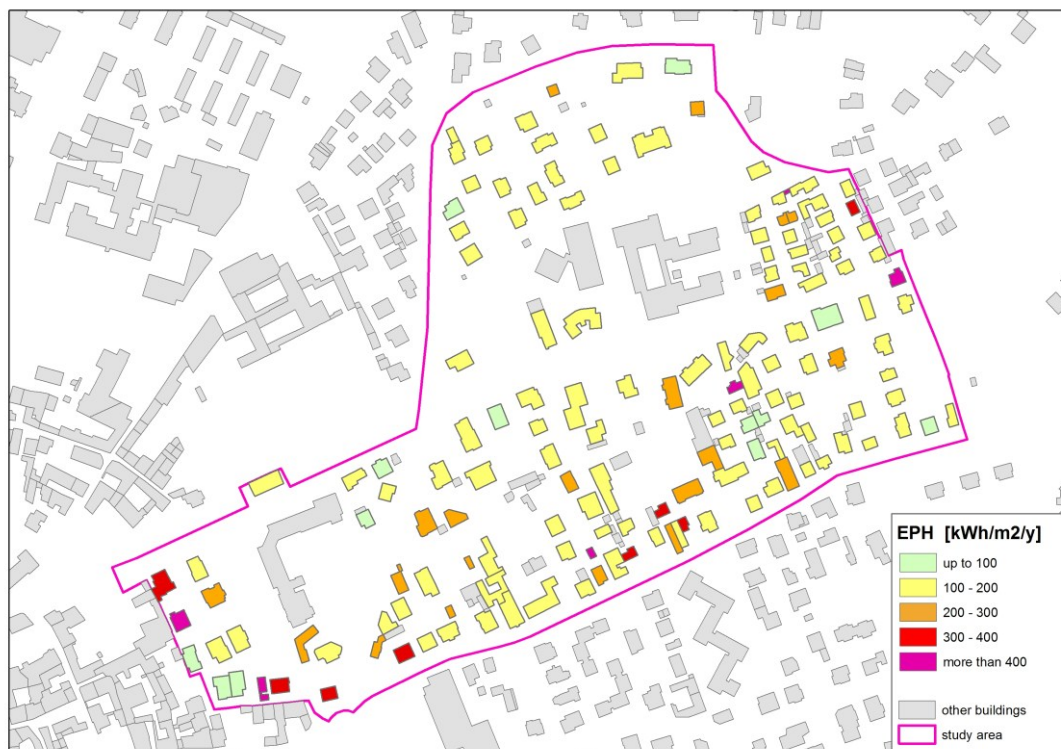 EPH [kWh/m2/y]
up to 100
100 - 200
200 - 300
300 - 400
more than 400
other buildings
study area